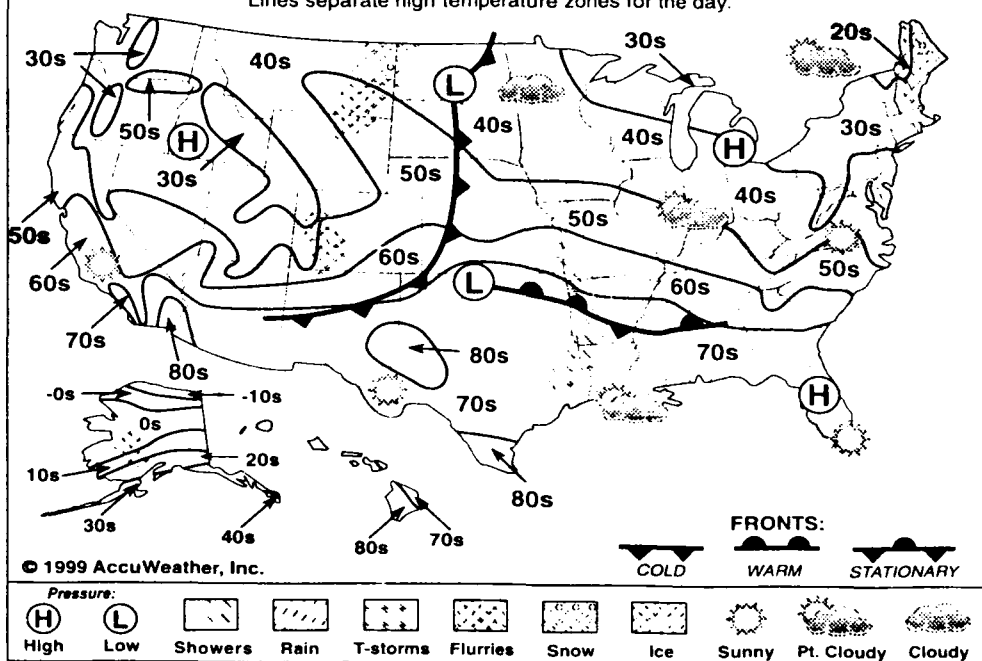 Lines separate high temperature zones for the day.
20s
30s
30s
40s
50s
40s
40s
30s
30s
50s
40s
50s
50s
60s
50s
60s
60s
70s
80s
70s
80s
70s
-0s
-10s
0s
10s
20s
80s
30s
40s
80s
70s
H
H
H
L
L
FRONTS:
© 1999 AccuWeather, Inc.
COLD WARM STATIONARY
Pressure:
H L
High Low Showers Rain T-storms Flurries Snow Ice Sunny Pt. Cloudy Cloudy